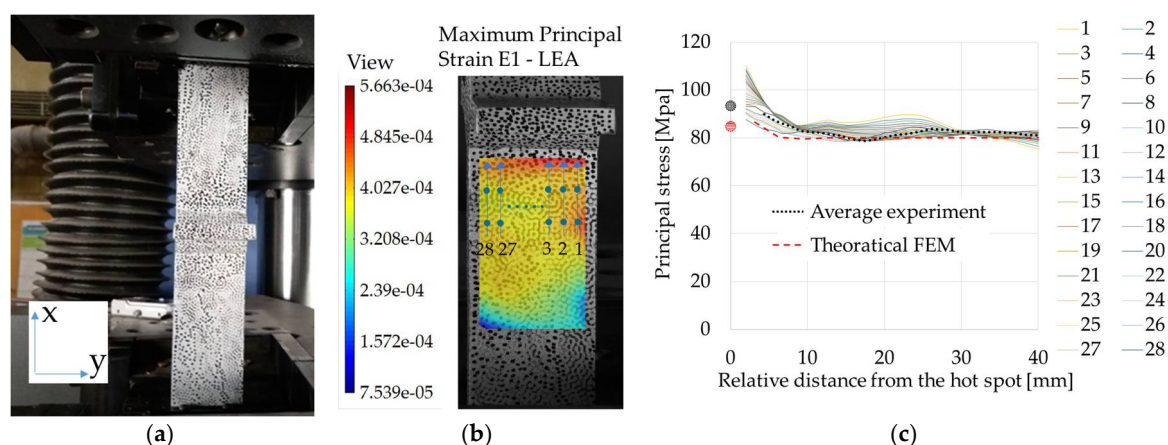 x
y
(a)
View
5.663e-04
4.845e-04
4.027e-04
3.208e-04
2.39e-04
1.572e-04
7.539e-05
Maximum Principal
Strain E1 - LEA
28 27 3 2 1
(b)
Principal stress [Mpa]
120
100
80
60
40
20
0
Average experiment
Theoratical FEM
0 10 20 30 40
Relative distance from the hot spot [mm]
1 2
3 4
5 6
7 8
9 10
11 12
13 14
15 16
17 18
19 20
21 22
23 24
25 26
27 28
(c)